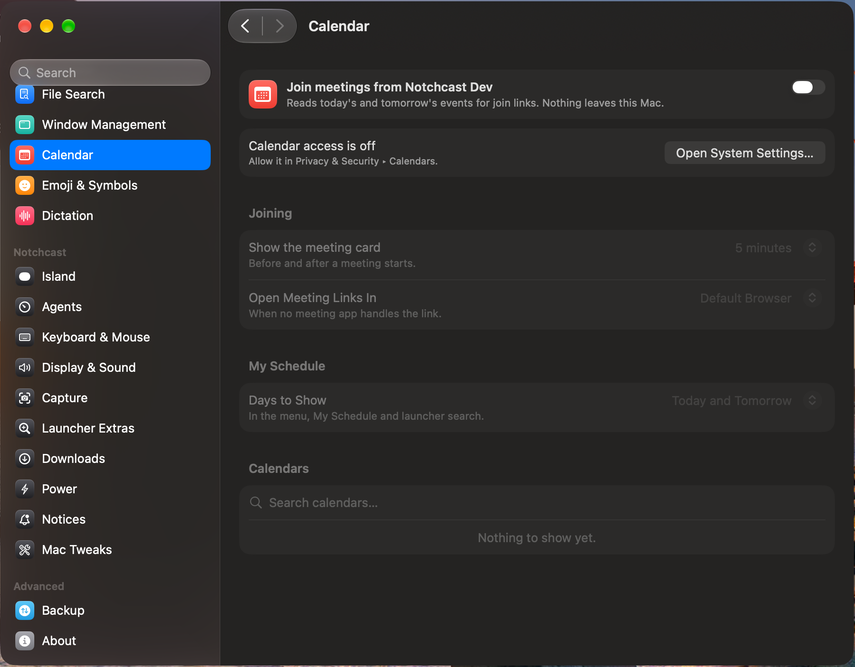 Search
File Search
Window Management
Calendar
Emoji & Symbols
Dictation
Notchcast
Island
Agents
Keyboard & Mouse
Display & Sound
Capture
Launcher Extras
Downloads
Power
Notices
Mac Tweaks
Advanced
Backup
About
Calendar
Join meetings from Notchcast Dev
Reads today's and tomorrow's events for join links. Nothing leaves this Mac.
Calendar access is off
Allow it in Privacy & Security ▸ Calendars.
Open System Settings...
Joining
Show the meeting card
5 minutes
Before and after a meeting starts.
Open Meeting Links In
Default Browser
When no meeting app handles the link.
My Schedule
Days to Show
Today and Tomorrow
In the menu, My Schedule and launcher search.
Calendars
Search calendars...
Nothing to show yet.